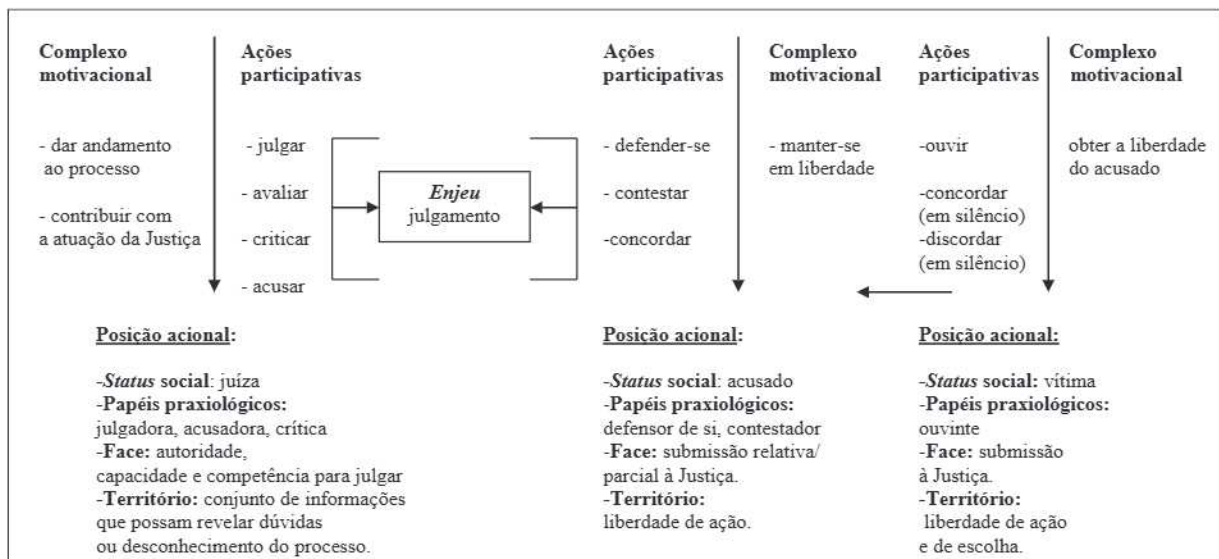 Complexo
motivacional
- dar andamento
ao processo
- contribuir com
a atuação da Justiça
Ações
participativas
- julgar
- avaliar
- criticar
- acusar
Enjeu
julgamento
Ações
participativas
- defender-se
- contestar
-concordar
Complexo
motivacional
- manter-se
em liberdade
Ações
participativas
-ouvir
-concordar
(em silêncio)
-discordar
(em silêncio)
Complexo
motivacional
obter a liberdade
do acusado
Posição acional:
-Status social: juíza
-Papéis praxiológicos:
julgadora, acusadora, crítica
-Face: autoridade,
capacidade e competência para julgar
-Território: conjunto de informações
que possam revelar dúvidas
ou desconhecimento do processo.
Posição acional:
-Status social: acusado
-Papéis praxiológicos:
defensor de si, contestador
-Face: submissão relativa/
parcial à Justiça.
-Território:
liberdade de ação.
Posição acional:
-Status social: vítima
-Papéis praxiológicos:
ouvinte
-Face: submissão
à Justiça.
-Território:
liberdade de ação
e de escolha.